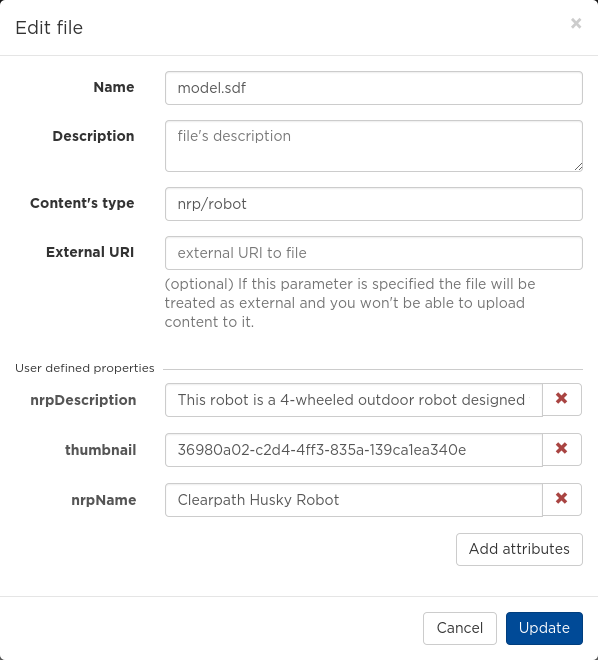 Edit file
×
Name
model.sdf
Description
file's description
Content's type
nrp/robot
External URI
external URI to file
(optional) If this parameter is specified the file will be
treated as external and you won't be able to upload
content to it.
User defined properties
nrpDescription
This robot is a 4-wheeled outdoor robot designed
thumbnail
36980a02-c2d4-4ff3-835a-139ca1ea340e
nrpName
Clearpath Husky Robot
Add attributes
Cancel
Update